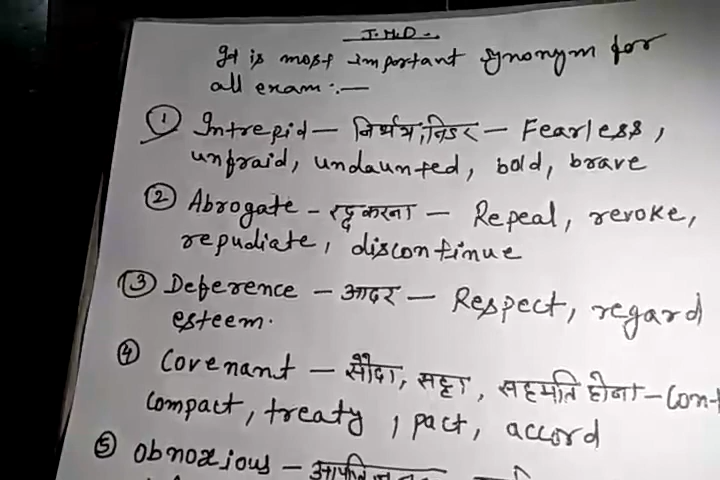 J.M.D.
It is most important synonym for
all exam :—
① Intrepid — निर्भय, निडर — Fearless,
unfraid, undaunted, bold, brave
② Abrogate - रद्द करना — Repeal, revoke,
repudiate, discontinue
③ Deference — आदर — Respect, regard
esteem.
④ Covenant — सौदा, सट्टा, सहमति होना — Con
compact, treaty, pact, accord
⑤ Obnoxious —